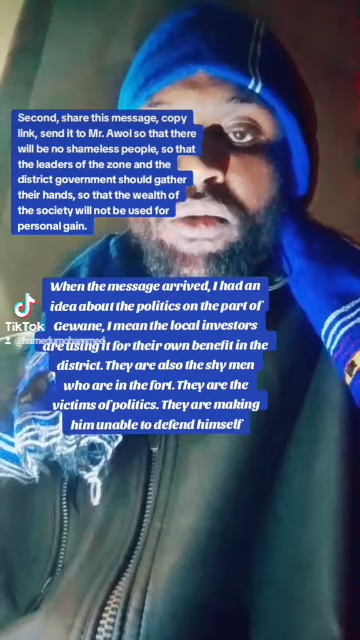 Second, share this message, copy
link, send it to Mr. Awol so that there
will be no shameless people, so that
the leaders of the zone and the
district government should gather
their hands, so that the wealth of
the society will not be used for
personal gain.
When the message arrived, I had an
idea about the politics on the part of
Gewane, I mean the local investors
are using it for their own benefit in the
district. They are also the shy men
who are in the fort. They are the
victims of politics. They are making
him unable to defend himself
TikTok